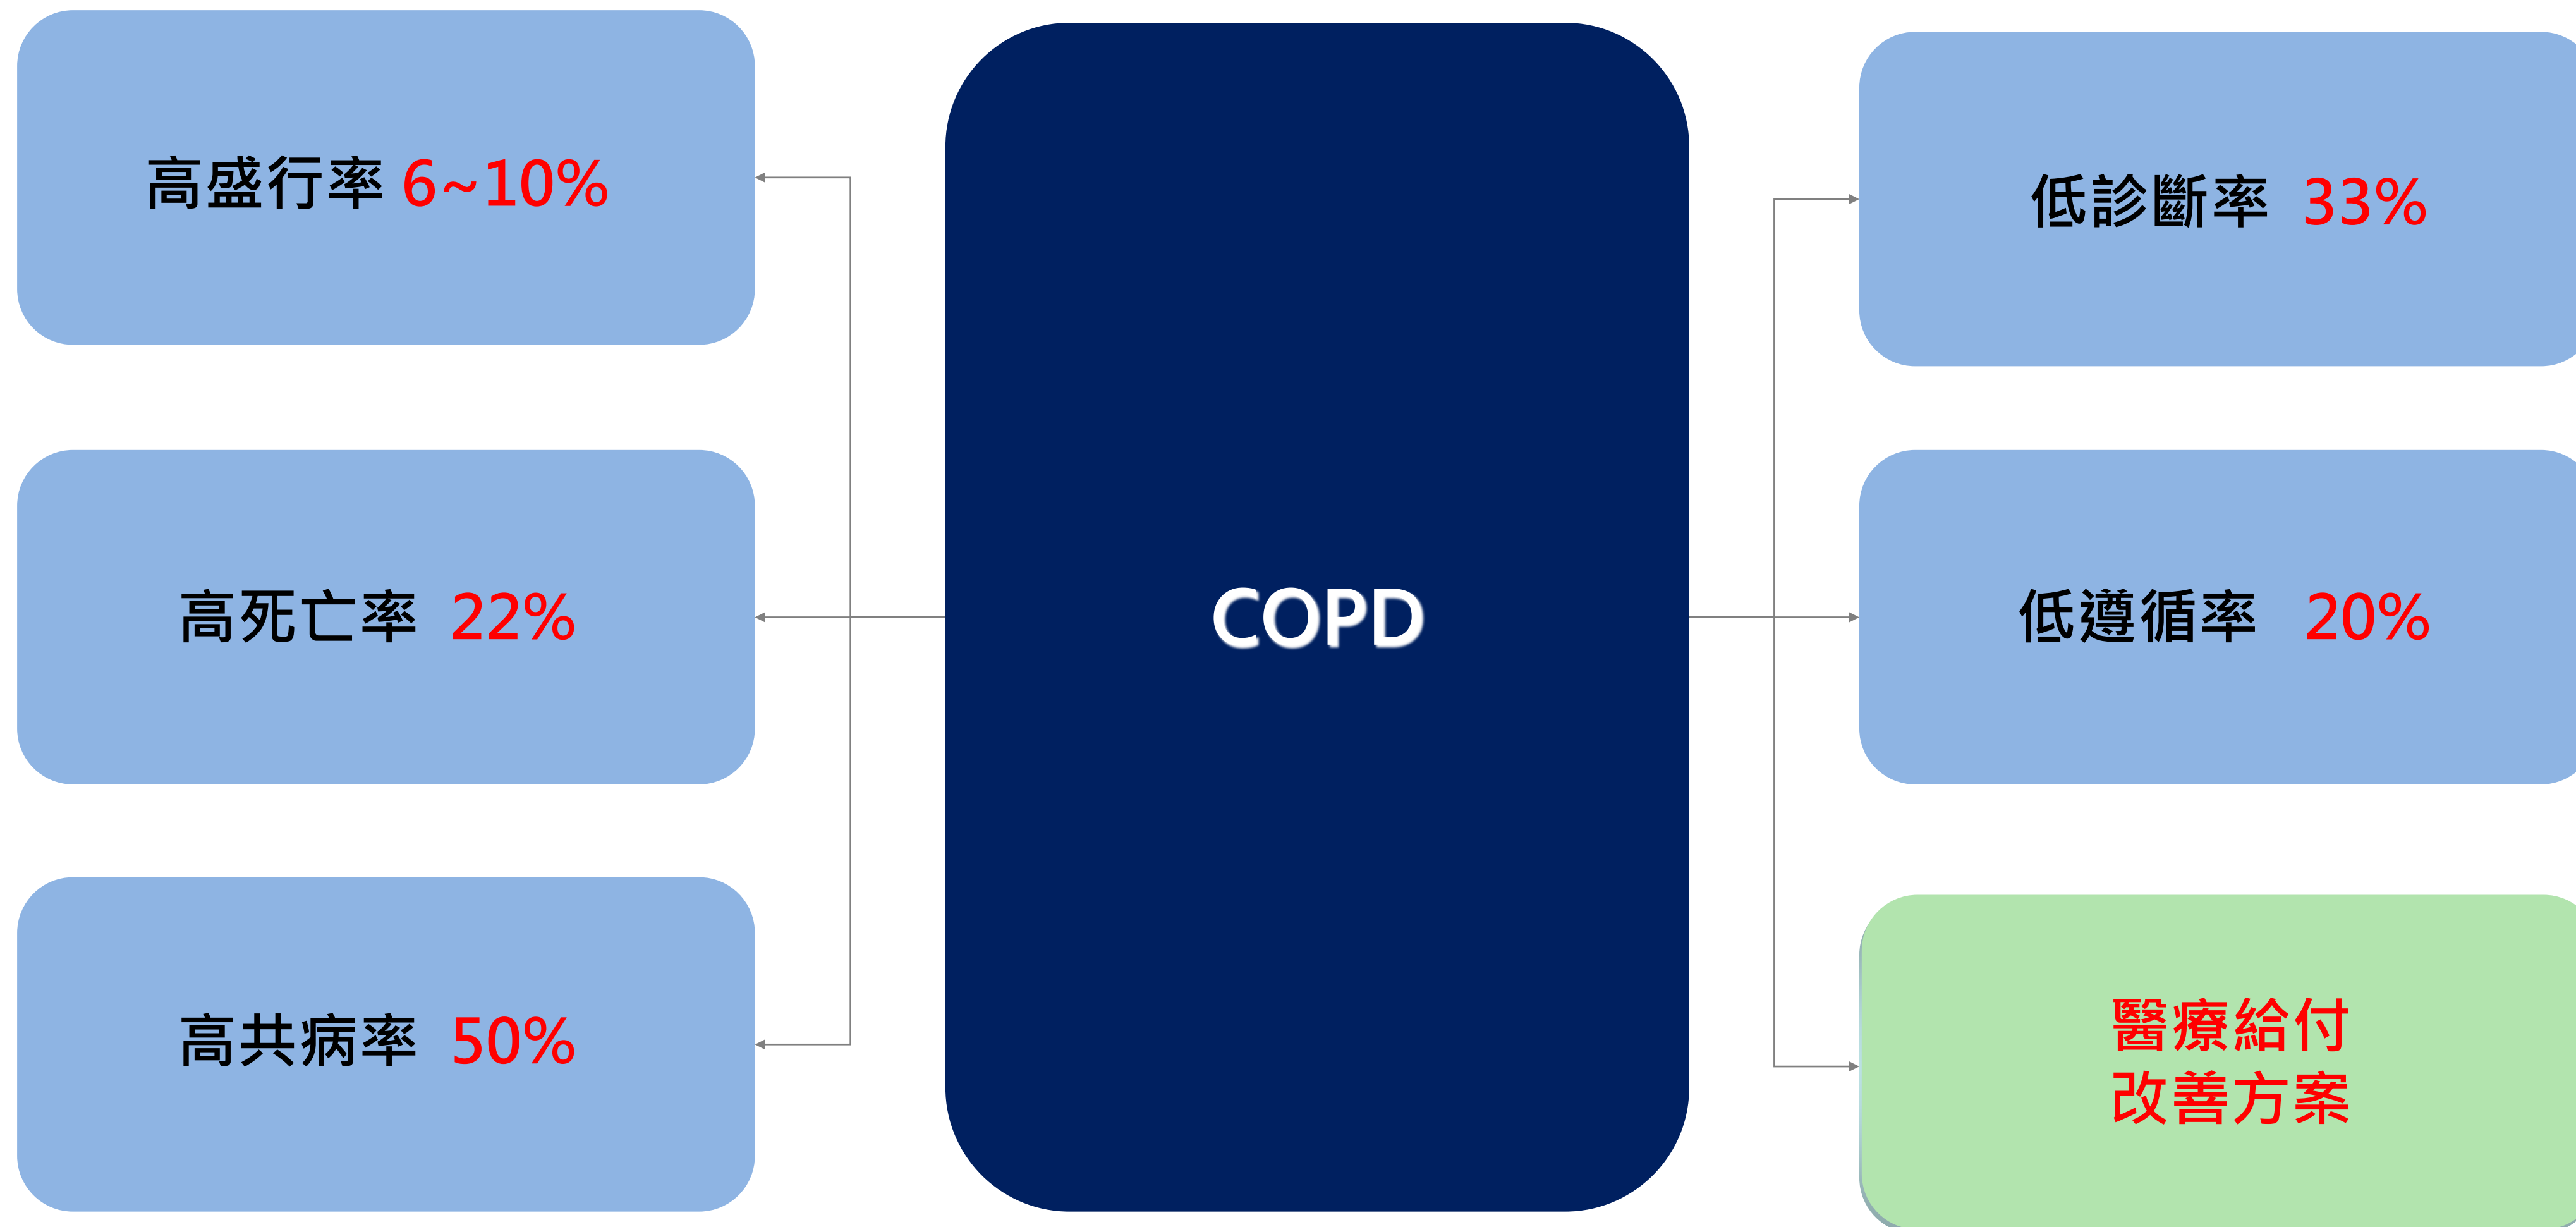 高盛行率 6~10%
高死亡率 22%
高共病率 50%
COPD
低診斷率 33%
低遵循率 20%
醫療給付
改善方案